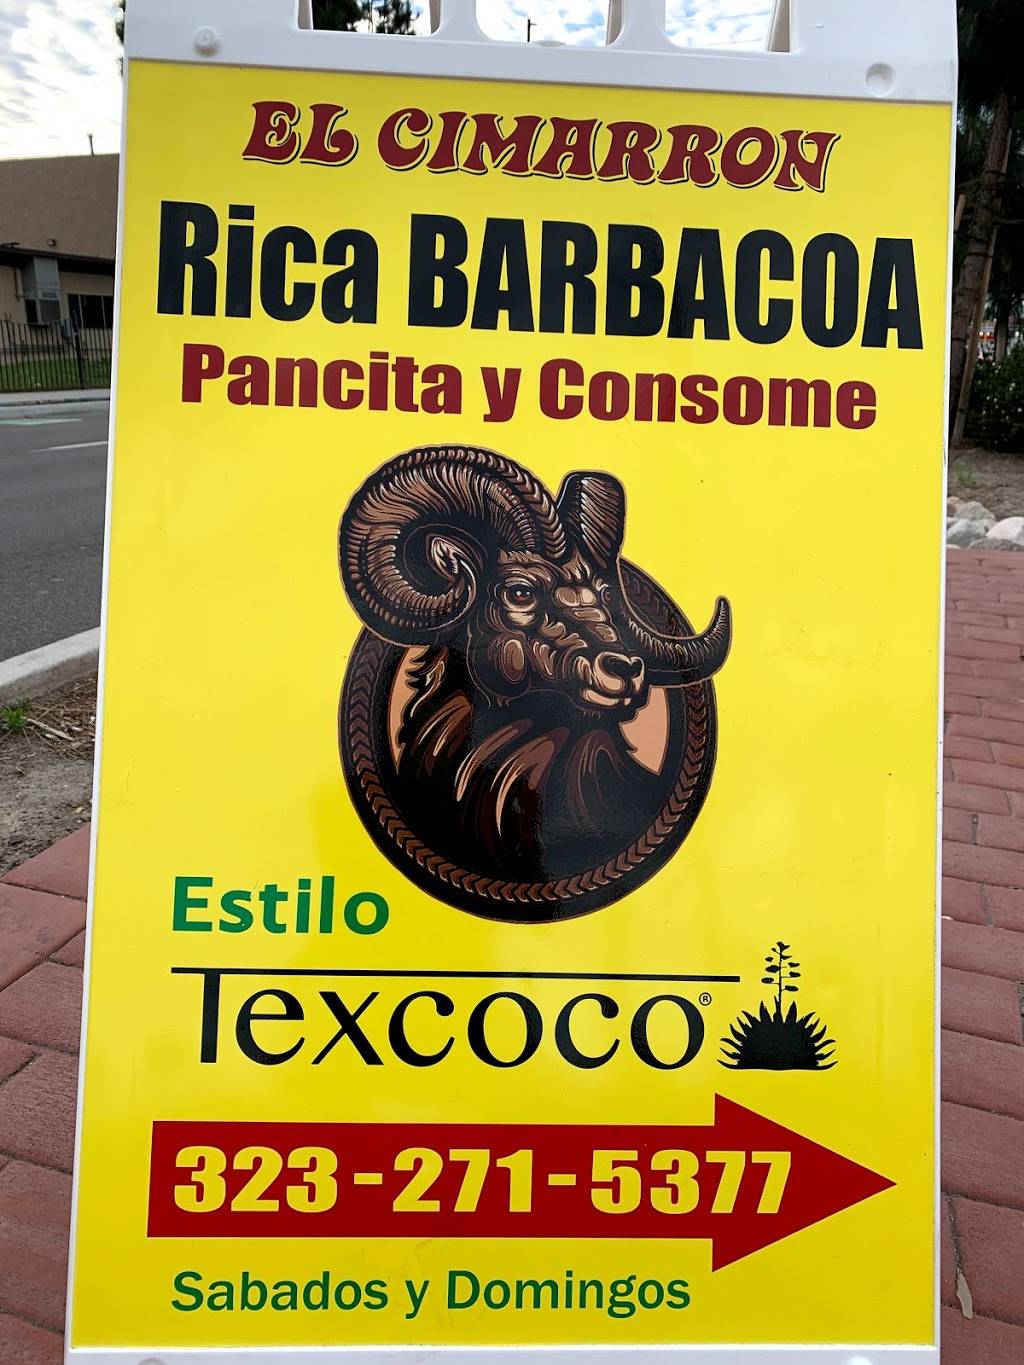 EL CIMARRON
Rica BARBACOA
Pancita y Consome
Estilo
Texcoco®
323-271-5377
Sabados y Domingos